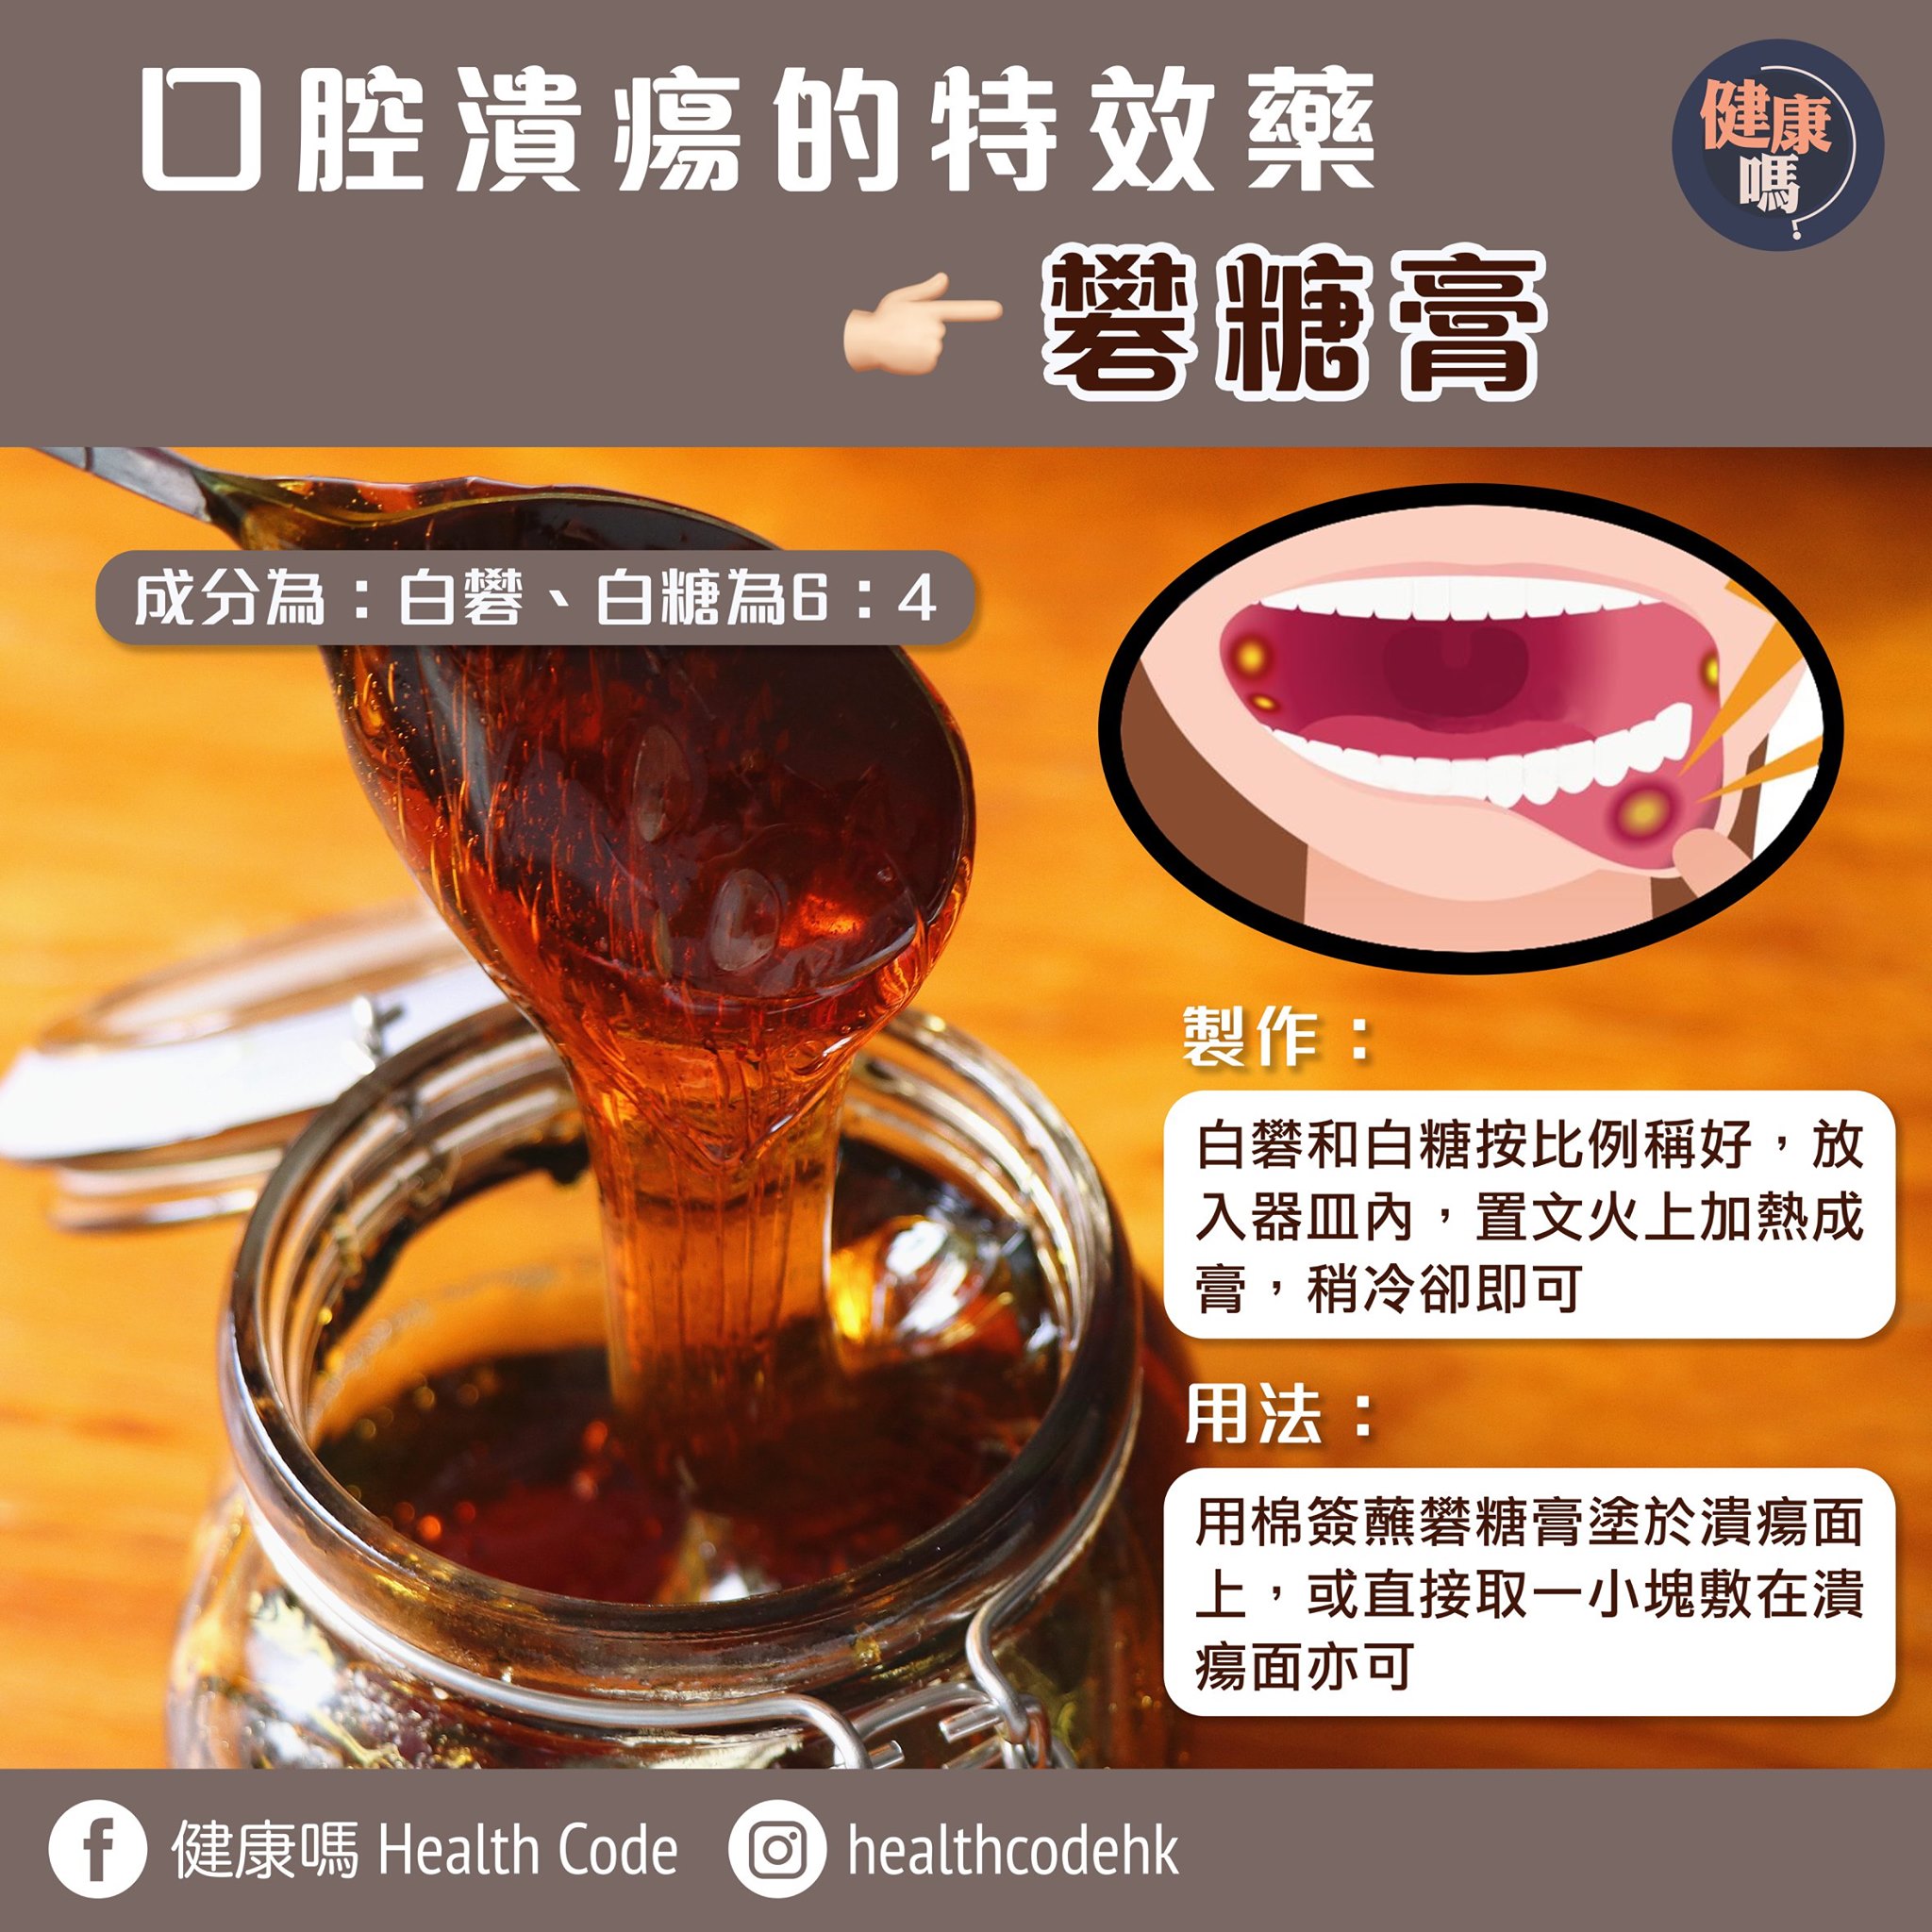 口腔潰瘍的特效藥
健康
嗎
礬糖膏
成分為：白礬、白糖為6：4
製作：
白礬和白糖按比例稱好，放
入器皿內，置文火上加熱成
膏，稍冷卻即可
用法：
用棉簽蘸礬糖膏塗於潰瘍面
上，或直接取一小塊敷在潰
瘍面亦可
健康嗎 Health Code
healthcodehk